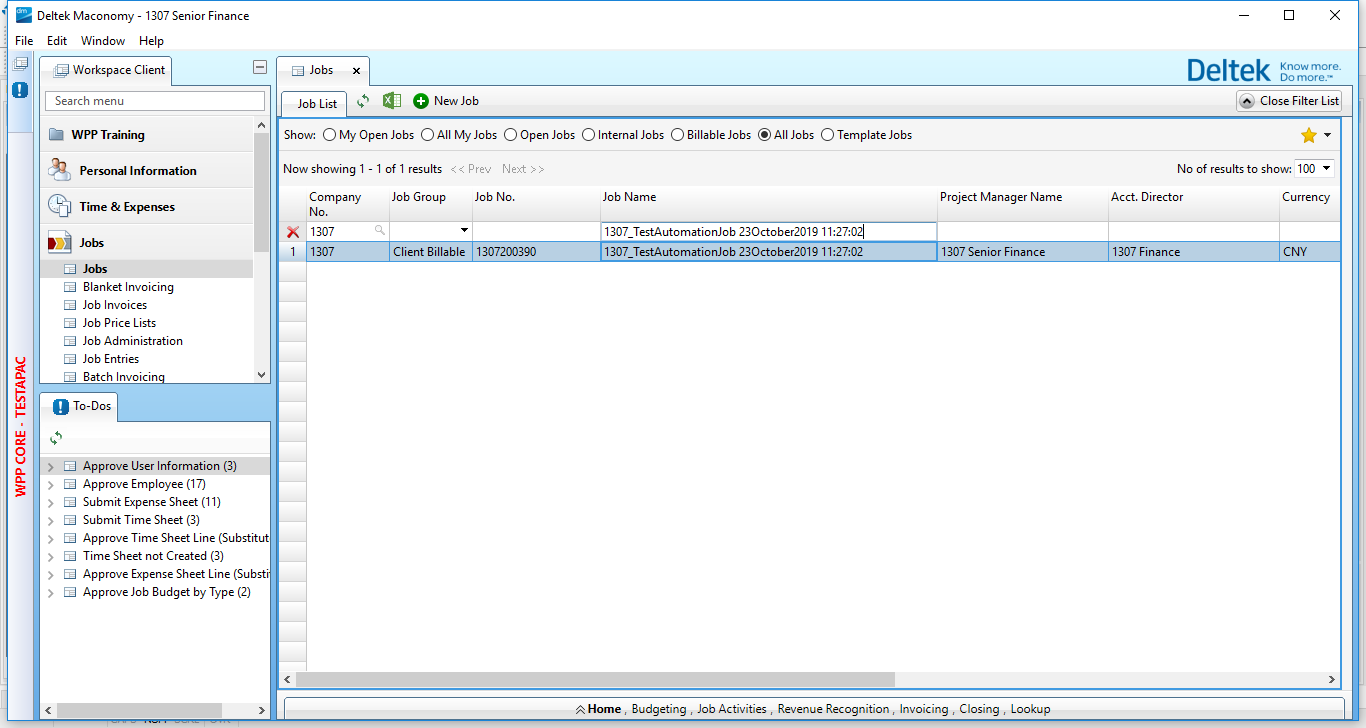 Deltek Maconomy - 1307 Senior Finance
File Edit Window Help
Workspace Client
Search menu
WPP Training
Personal Information
Time & Expenses
Jobs
Jobs
Blanket Invoicing
Job Invoices
Job Price Lists
Job Administration
Job Entries
Batch Invoicing
To-Dos
Approve User Information (3)
Approve Employee (17)
Submit Expense Sheet (11)
Submit Time Sheet (3)
Approve Time Sheet Line (Substitut
Time Sheet not Created (3)
Approve Expense Sheet Line (Substi
Approve Job Budget by Type (2)
WPP CORE - TESTAPAC
Jobs
Deltek Know more. Do more.™
Job List New Job Close Filter List
Show: My Open Jobs All My Jobs Open Jobs Internal Jobs Billable Jobs All Jobs Template Jobs
Now showing 1 - 1 of 1 results << Prev Next >> No of results to show: 100
Company No. Job Group Job No. Job Name Project Manager Name Acct. Director Currency
1307 1307_TestAutomationJob 23October2019 11:27:02
1 1307 Client Billable 1307200390 1307_TestAutomationJob 23October2019 11:27:02 1307 Senior Finance 1307 Finance CNY
Home , Budgeting , Job Activities , Revenue Recognition , Invoicing , Closing , Lookup